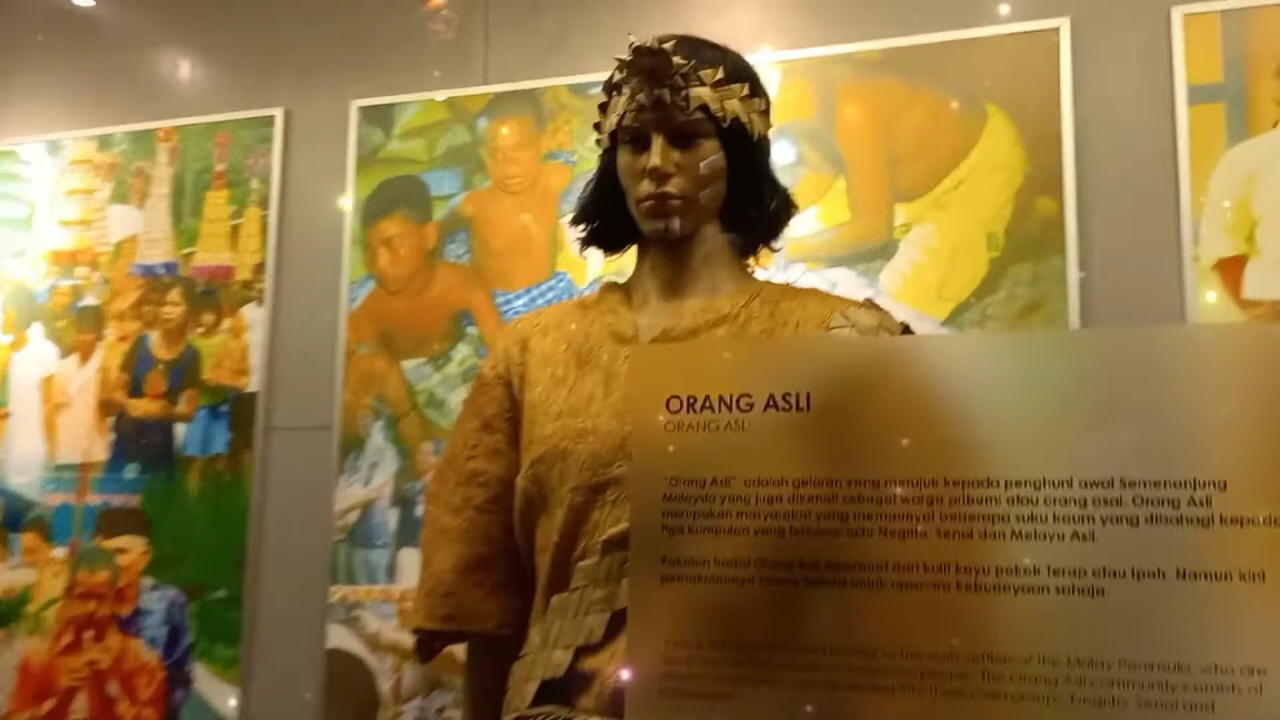 ORANG ASLI
ORANG ASLI
"Orang Asli" adalah gelaran yang merujuk kepada penghuni awal Semenanjung
Malaysia yang juga dikenali sebagai warga pribumi atau orang asal. Orang Asli
merupakan masyarakat yang mempunyai beberapa suku kaum yang dibahagi kepada
tiga kumpulan yang terbesar iaitu Negrito, Senoi dan Melayu Asli.
Pakaian tradisi Orang Asli diperbuat dari kulit kayu pokok Terap atau Ipoh. Namun kini
pemakaiannya hanya untuk upacara kebudayaan sahaja.
of the Malay Peninsula, who are
people. The Orang Asli community consists of
Negrito, Senoi and